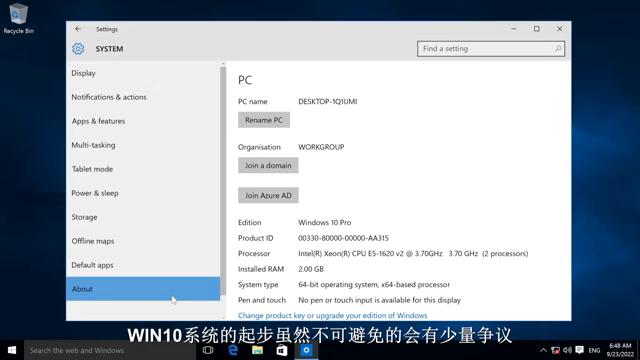 Recycle Bin
Settings
SYSTEM
Find a setting
Display
Notifications & actions
Apps & features
Multi-tasking
Tablet mode
Power & sleep
Storage
Offline maps
Default apps
About
PC
PC name DESKTOP-1Q1IJMI
Rename PC
Organisation WORKGROUP
Join a domain
Join Azure AD
Edition Windows 10 Pro
Product ID 00330-80000-00000-AA315
Processor Intel(R) Xeon(R) CPU E5-1620 v2 @ 3.70GHz 3.70 GHz (2 processors)
Installed RAM 2.00 GB
System type 64-bit operating system, x64-based processor
Pen and touch No pen or touch input is available for this display
Change product key or upgrade your edition of Windows
WIN10系统的起步虽然不可避免的会有少量争议
Search the web and Windows
ENG
6:48 AM
9/23/2022